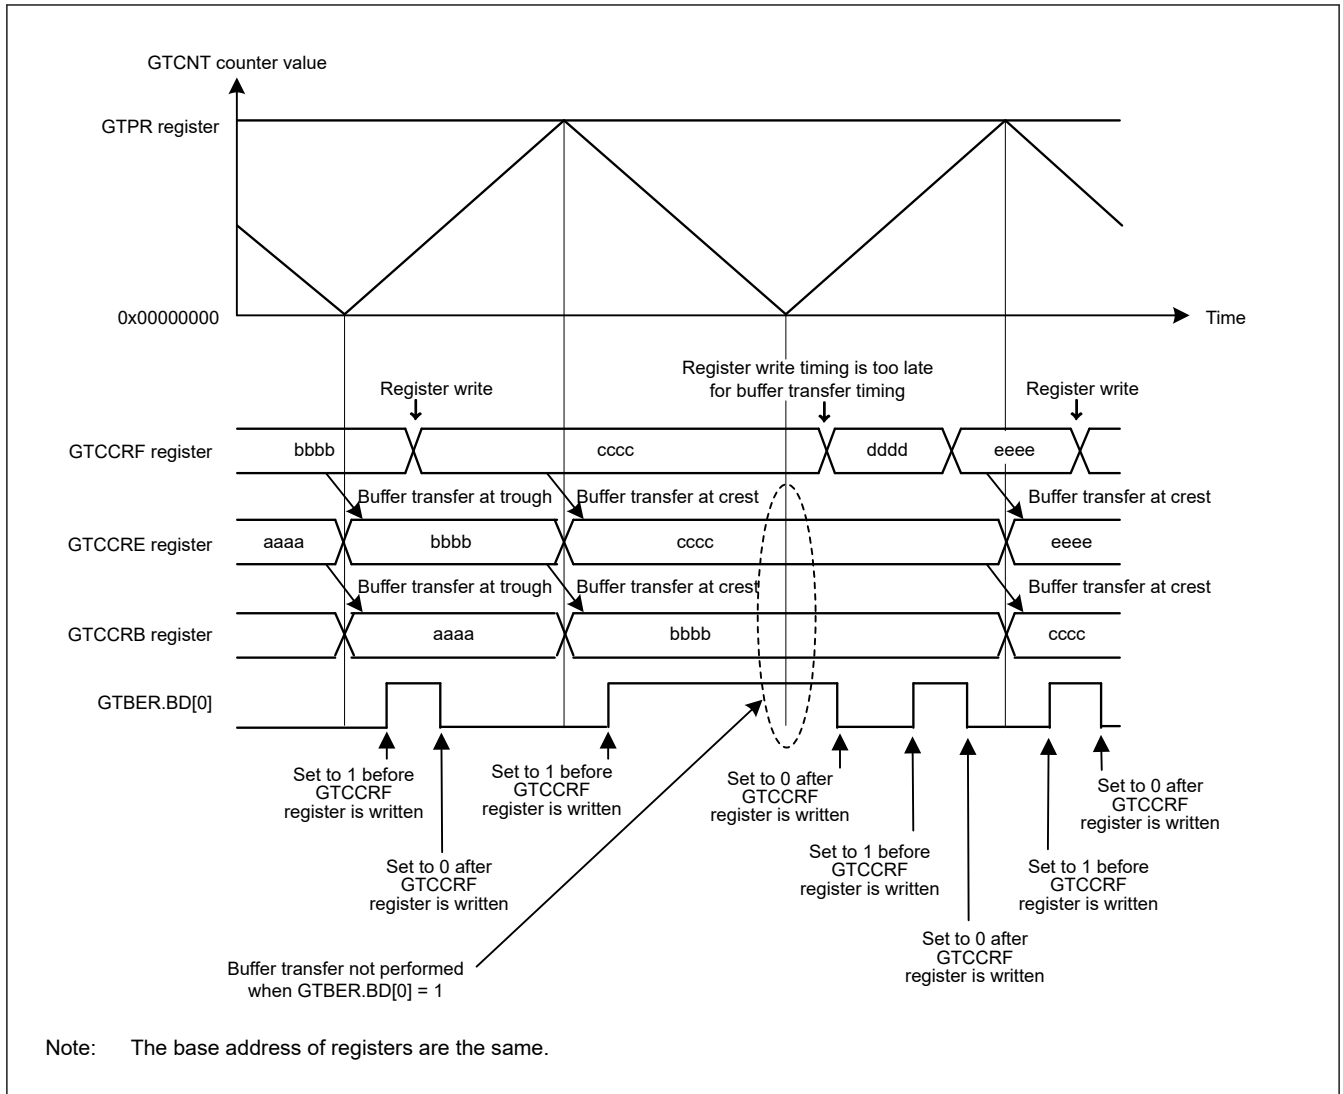 GTCNT counter value
GTPR register
0x00000000
Time
Register write
Register write timing is too late
for buffer transfer timing
Register write
GTCCRF register
bbbb
cccc
dddd
eeee
Buffer transfer at trough
Buffer transfer at crest
Buffer transfer at crest
GTCCRE register
aaaa
bbbb
cccc
eeee
Buffer transfer at trough
Buffer transfer at crest
Buffer transfer at crest
GTCCRB register
aaaa
bbbb
cccc
GTBER.BD[0]
Set to 1 before
GTCCRF
register is written
Set to 0 after
GTCCRF
register is written
Set to 1 before
GTCCRF
register is written
Set to 0 after
GTCCRF
register is written
Set to 1 before
GTCCRF
register is written
Set to 0 after
GTCCRF
register is written
Set to 1 before
GTCCRF
register is written
Set to 0 after
GTCCRF
register is written
Buffer transfer not performed
when GTBER.BD[0] = 1
Note: The base address of registers are the same.